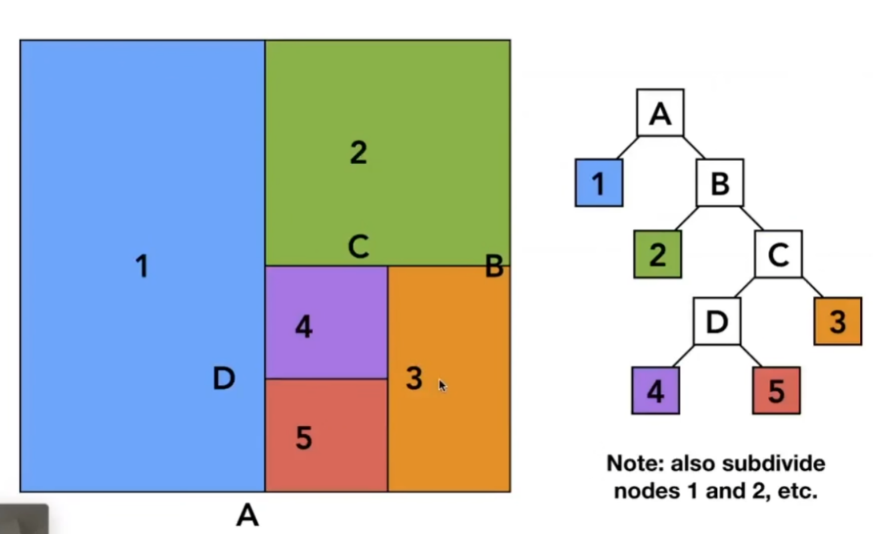 2
C
1
B
4
D
3
5
A
A
1
B
2
C
D
3
4
5
Note: also subdivide
nodes 1 and 2, etc.